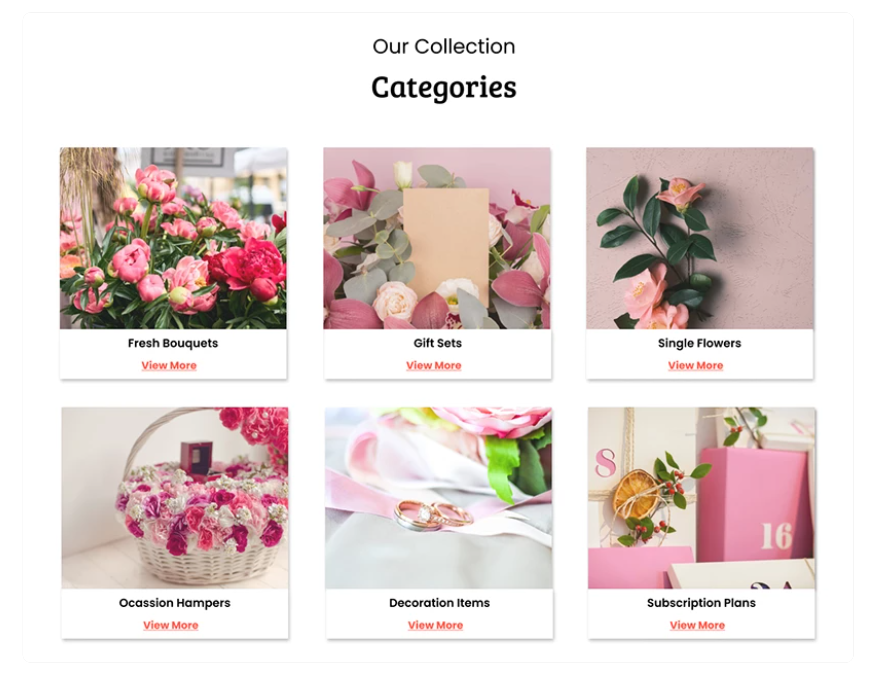 Our Collection
Categories
Fresh Bouquets
Gift Sets
Single Flowers
View More
View More
View More
S
16
Ocassion Hampers
Decoration Items
Subscription Plans
View More
View More
View More